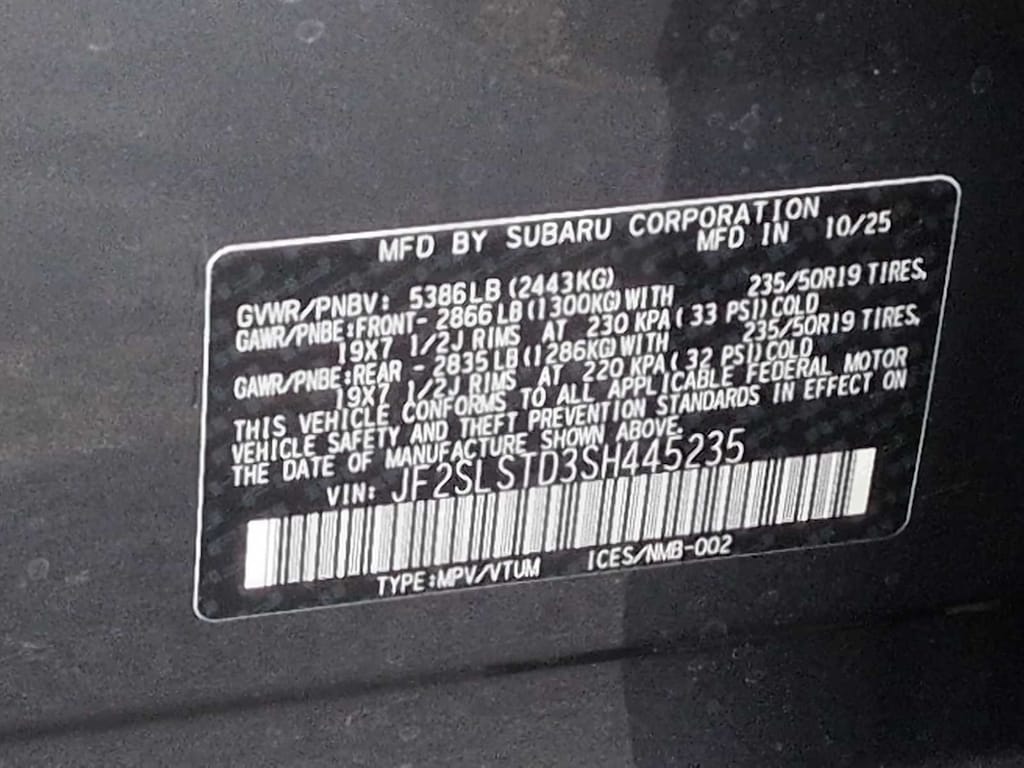 MFD BY SUBARU CORPORATION
MFD IN 10/25
GVWR/PNBV: 5386LB (2443KG)
GAWR/PNBE:FRONT- 2866LB (1300KG) WITH 235/50R19 TIRES,
19X7 1/2J RIMS AT 230 KPA ( 33 PSI) COLD
GAWR/PNBE:REAR - 2835LB (1286KG) WITH 235/50R19 TIRES,
19X7 1/2J RIMS AT 220 KPA ( 32 PSI) COLD
THIS VEHICLE CONFORMS TO ALL APPLICABLE FEDERAL MOTOR
VEHICLE SAFETY AND THEFT PREVENTION STANDARDS IN EFFECT ON
THE DATE OF MANUFACTURE SHOWN ABOVE.
VIN: JF2SLSTD3SH445235
TYPE:MPV/VTUM ICES/NMB-002